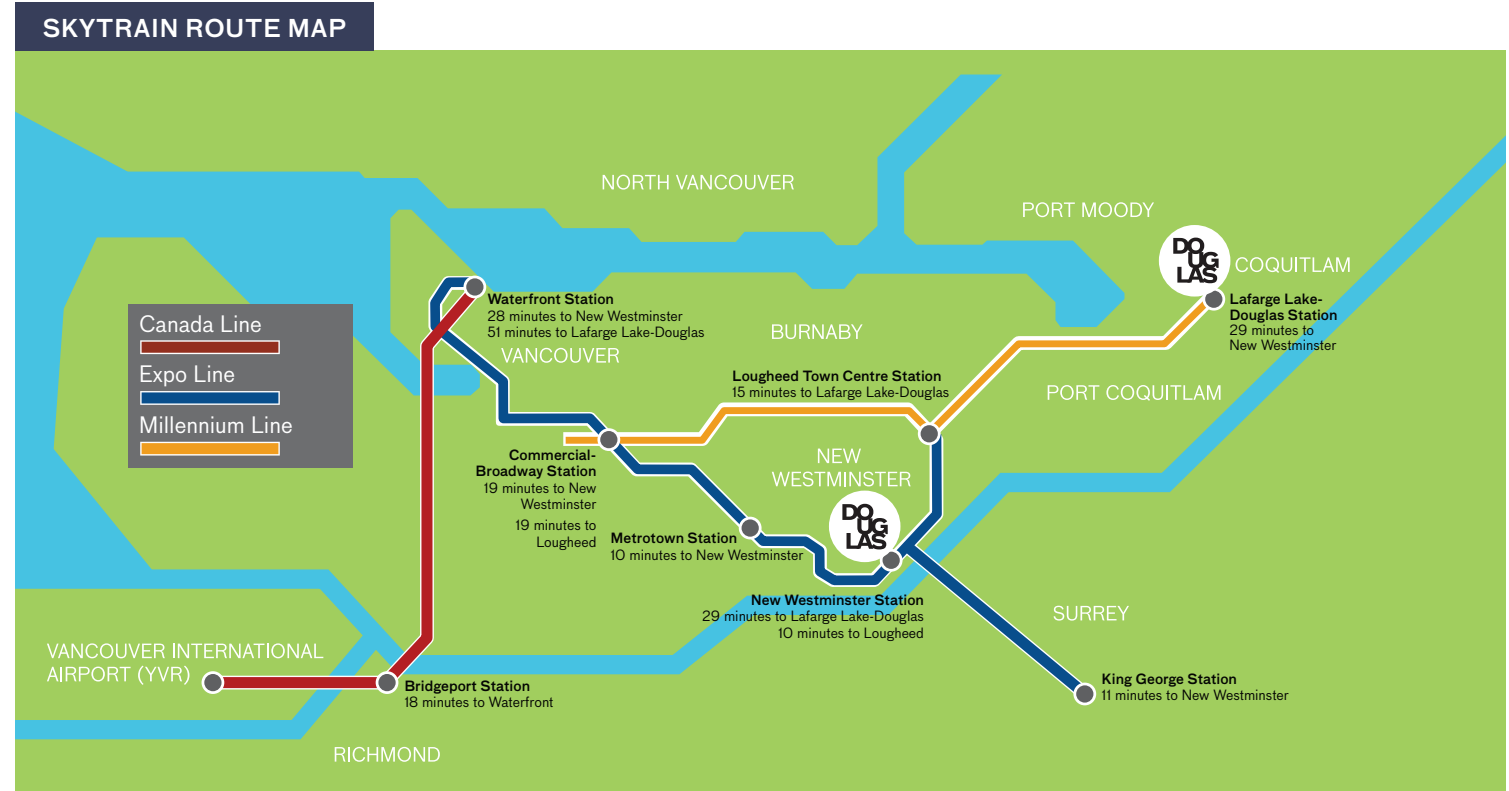 SKYTRAIN ROUTE MAP
NORTH VANCOUVER
PORT MOODY
DO
UG
LAS
COQUITLAM
Lafarge Lake-
Douglas Station
29 minutes to
New Westminster
Waterfront Station
28 minutes to New Westminster
51 minutes to Lafarge Lake-Douglas
VANCOUVER
BURNABY
Canada Line
Expo Line
Millennium Line
Lougheed Town Centre Station
15 minutes to Lafarge Lake-Douglas
PORT COQUITLAM
Commercial-
Broadway Station
19 minutes to New
Westminster
19 minutes to
Lougheed
NEW
WESTMINSTER
DO
UG
LAS
Metrotown Station
10 minutes to New Westminster
New Westminster Station
29 minutes to Lafarge Lake-Douglas
10 minutes to Lougheed
SURREY
VANCOUVER INTERNATIONAL
AIRPORT (YVR)
Bridgeport Station
18 minutes to Waterfront
King George Station
11 minutes to New Westminster
RICHMOND